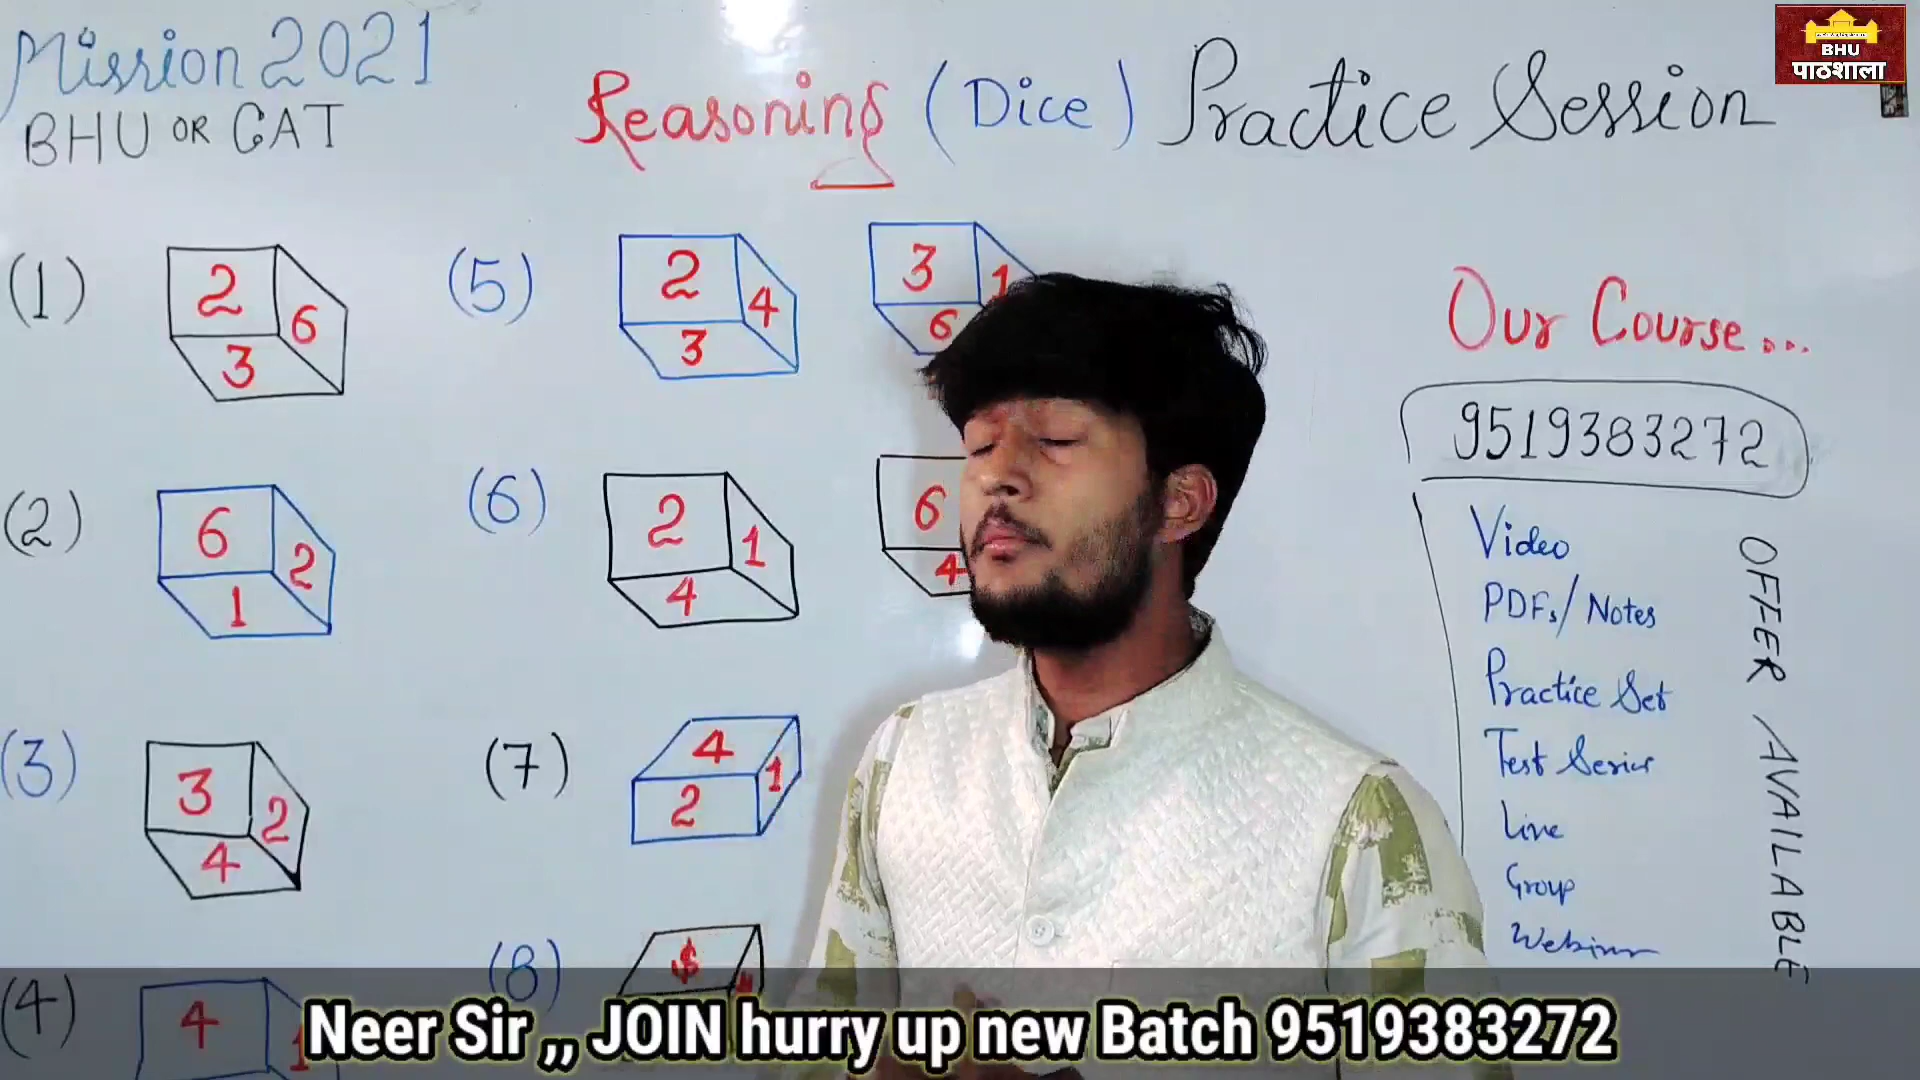 Mission 2021
BHU OR CAT
Reasoning (Dice) Practice Session
BHU
पाठशाला
(1)
2
6
3
(2)
6
2
1
(3)
3
2
4
(4)
4
1
(5)
2
4
3
3
1
6
(6)
2
1
4
6
4
(7)
4
1
2
(8)
$
#
Our Course...
9519383272
Video
PDFs/Notes
Practice Set
Test Series
Live
Group
Webinar
OFFER AVAILABLE
Neer Sir ,, JOIN hurry up new Batch 9519383272